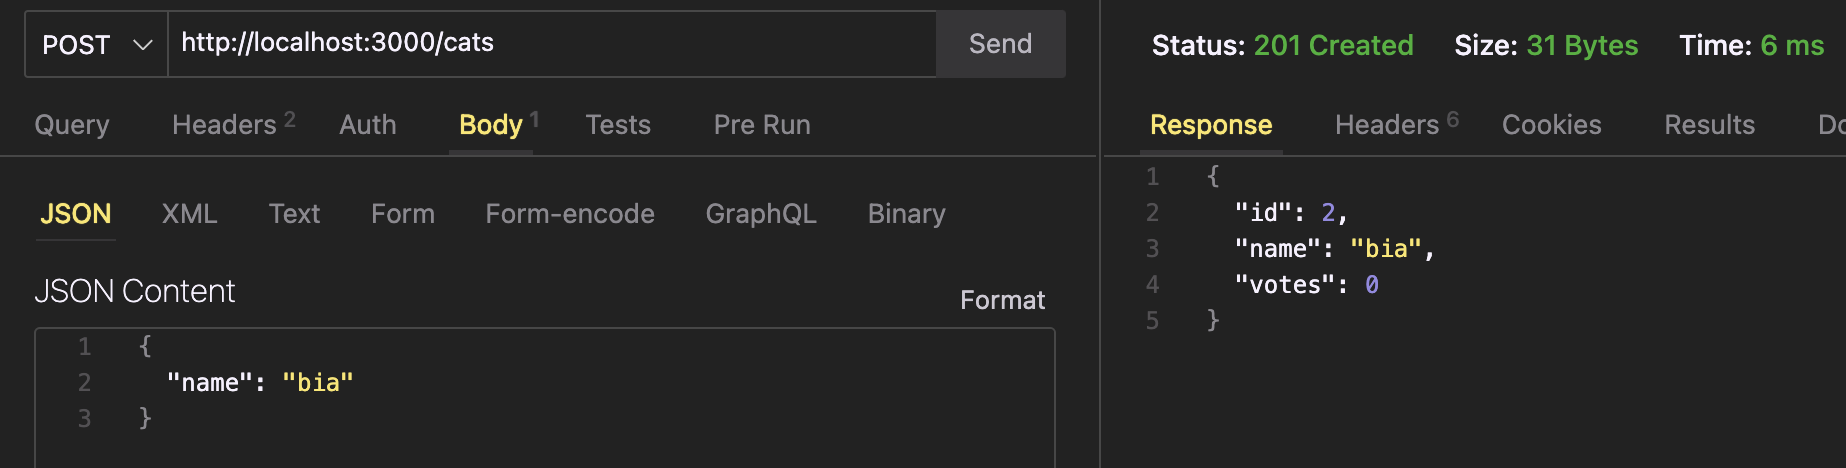 POST http://localhost:3000/cats Send
Query Headers 2 Auth Body 1 Tests Pre Run
JSON XML Text Form Form-encode GraphQL Binary
JSON Content
Format
1 {
2 "name": "bia"
3 }
Status: 201 Created Size: 31 Bytes Time: 6 ms
Response Headers 6 Cookies Results
1 {
2 "id": 2,
3 "name": "bia",
4 "votes": 0
5 }